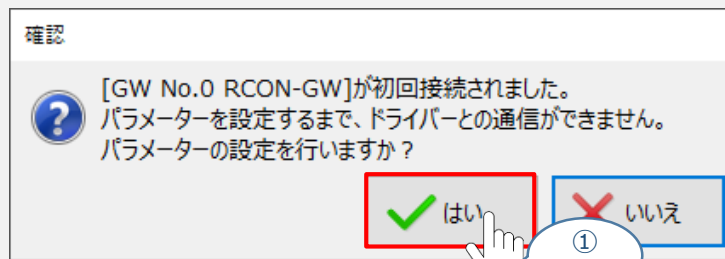 確認
[GW No.0 RCON-GW]が初回接続されました。
パラメーターを設定するまで、ドライバーとの通信ができません。
パラメーターの設定を行いますか？
はい
いいえ
①